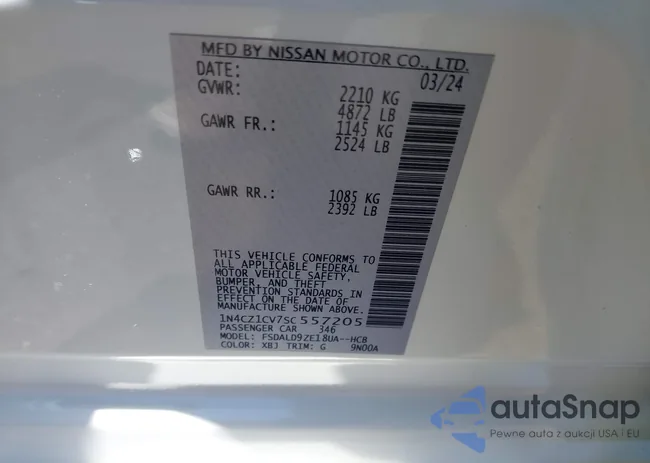 MFD BY NISSAN MOTOR CO., LTD.
DATE: 03/24
GVWR: 2210 KG
4872 LB
GAWR FR.: 1145 KG
2524 LB
GAWR RR.: 1085 KG
2392 LB
THIS VEHICLE CONFORMS TO
ALL APPLICABLE FEDERAL
MOTOR VEHICLE SAFETY,
BUMPER, AND THEFT
PREVENTION STANDARDS IN
EFFECT ON THE DATE OF
MANUFACTURE SHOWN ABOVE.
1N4CZ1CV7SC557205
PASSENGER CAR 346
MODEL: FSDALD9ZE18UA--HCB
COLOR: XBJ TRIM: G 9N00A
autaSnap
Pewne auta z aukcji USA i EU